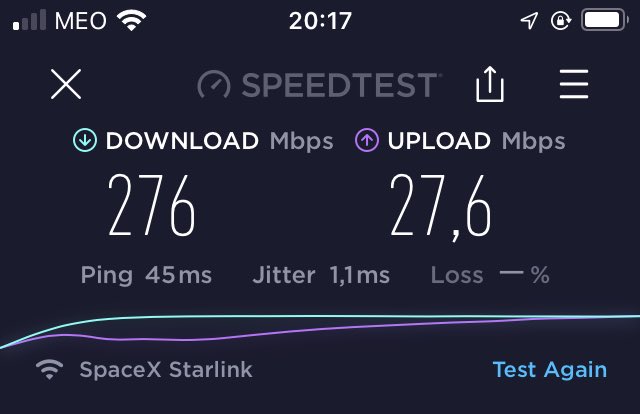 MEO 20:17
SPEEDTEST
DOWNLOAD Mbps UPLOAD Mbps
276 27,6
Ping 45ms Jitter 1,1ms Loss — %
SpaceX Starlink Test Again